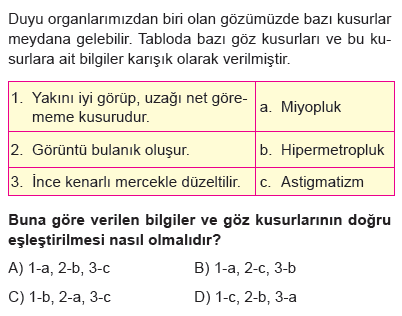 Duyu organlarımızdan biri olan gözümüzde bazı kusurlar
meydana gelebilir. Tabloda bazı göz kusurları ve bu ku-
surlara ait bilgiler karışık olarak verilmiştir.
1. Yakını iyi görüp, uzağı net göre-
meme kusurudur.
a. Miyopluk
2. Görüntü bulanık oluşur.
b. Hipermetropluk
3. İnce kenarlı mercekle düzeltilir.
c. Astigmatizm
Buna göre verilen bilgiler ve göz kusurlarının doğru
eşleştirilmesi nasıl olmalıdır?
A) 1-a, 2-b, 3-c
B) 1-a, 2-c, 3-b
C) 1-b, 2-a, 3-c
D) 1-c, 2-b, 3-a